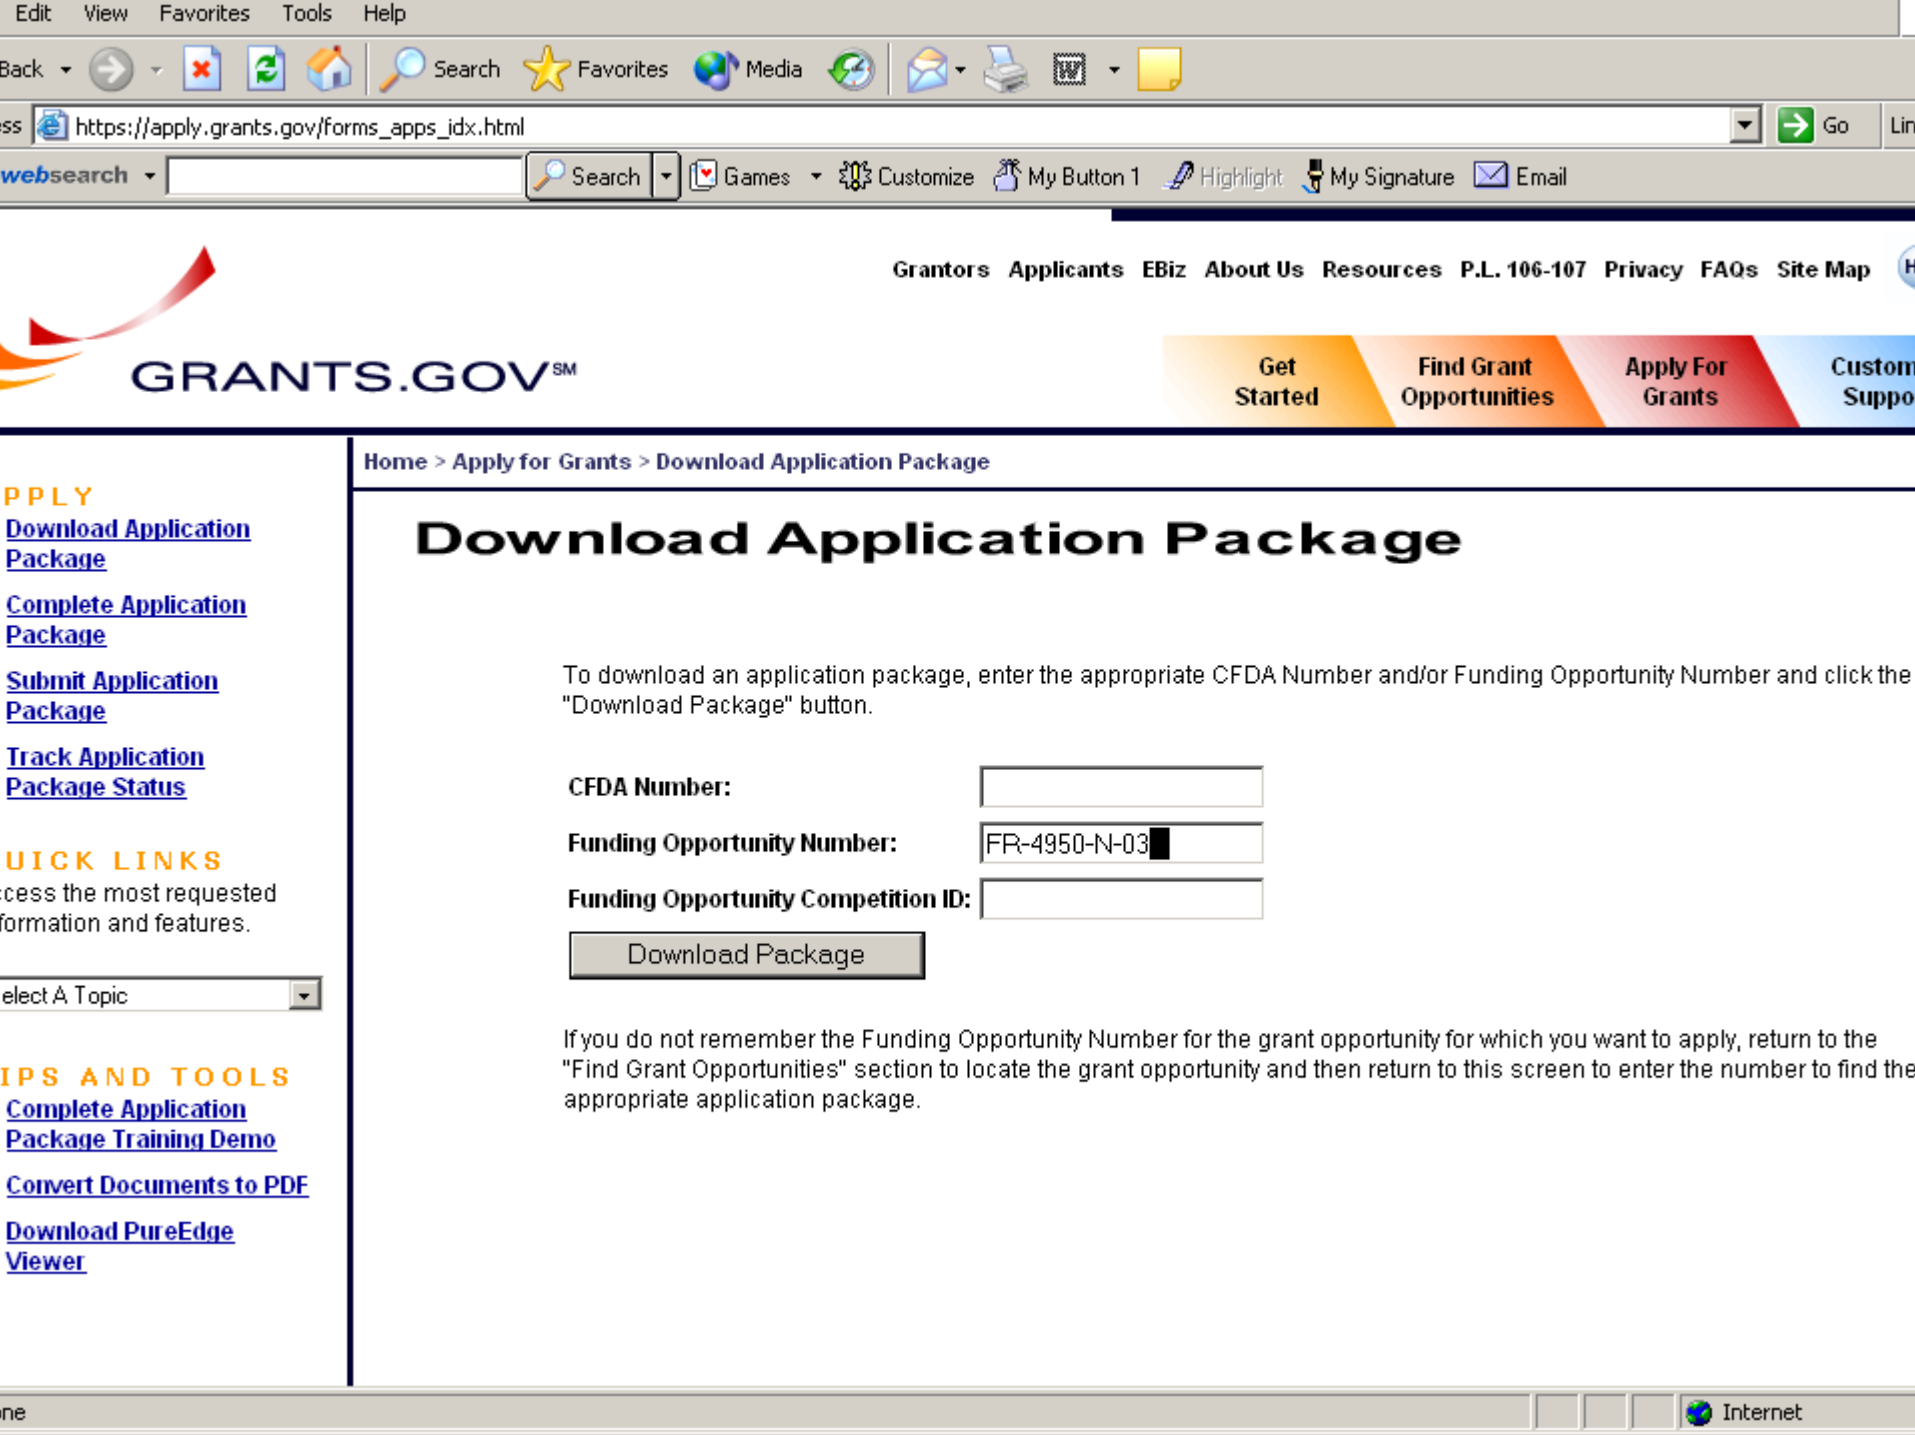 Edit View Favorites Tools Help
Back Search Favorites Media
https://apply.grants.gov/forms_apps_idx.html Go
websearch Search Games Customize My Button 1 Highlight My Signature Email
Grantors Applicants EBiz About Us Resources P.L. 106-107 Privacy FAQs Site Map
GRANTS.GOV℠
Get Started
Find Grant Opportunities
Apply For Grants
Custom
Suppo
Home > Apply for Grants > Download Application Package
PPLY
Download Application
Package
Complete Application
Package
Submit Application
Package
Track Application
Package Status
UICK LINKS
ccess the most requested
formation and features.
elect A Topic
IPS AND TOOLS
Complete Application
Package Training Demo
Convert Documents to PDF
Download PureEdge
Viewer
Download Application Package
To download an application package, enter the appropriate CFDA Number and/or Funding Opportunity Number and click the
"Download Package" button.
CFDA Number:
Funding Opportunity Number: FR-4950-N-03
Funding Opportunity Competition ID:
Download Package
If you do not remember the Funding Opportunity Number for the grant opportunity for which you want to apply, return to the
"Find Grant Opportunities" section to locate the grant opportunity and then return to this screen to enter the number to find the
appropriate application package.
one Internet